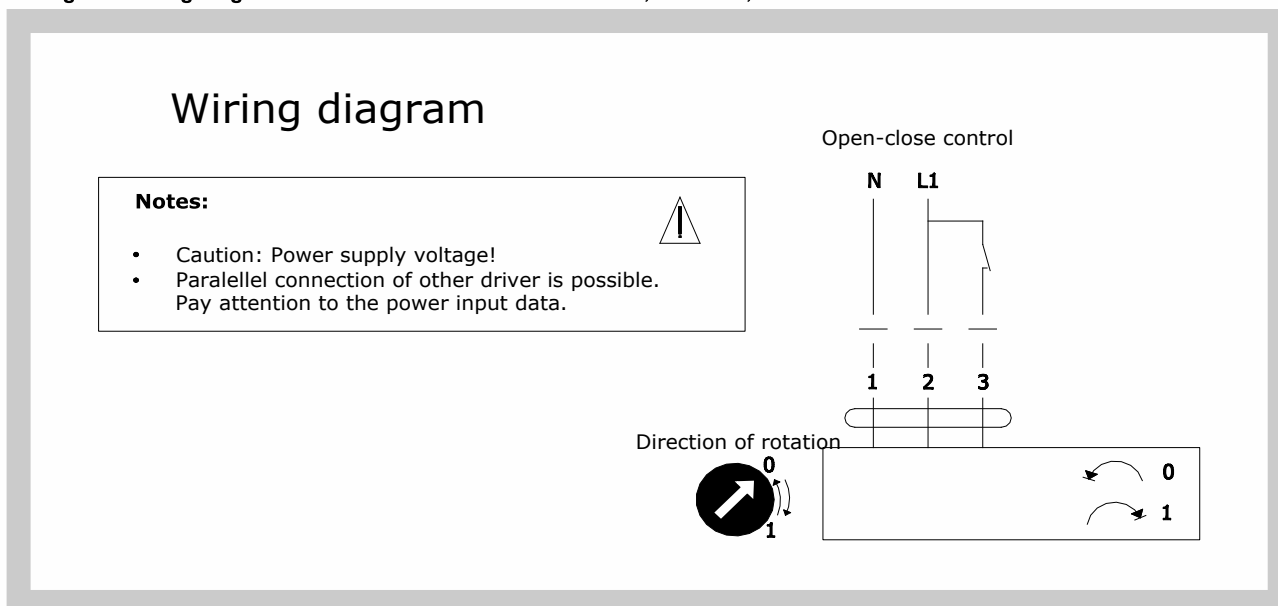 Wiring diagram
Open-close control
N L1
Notes:
• Caution: Power supply voltage!
• Paralellel connection of other driver is possible.
Pay attention to the power input data.
1 2 3
Direction of rotation
0
1
0
1